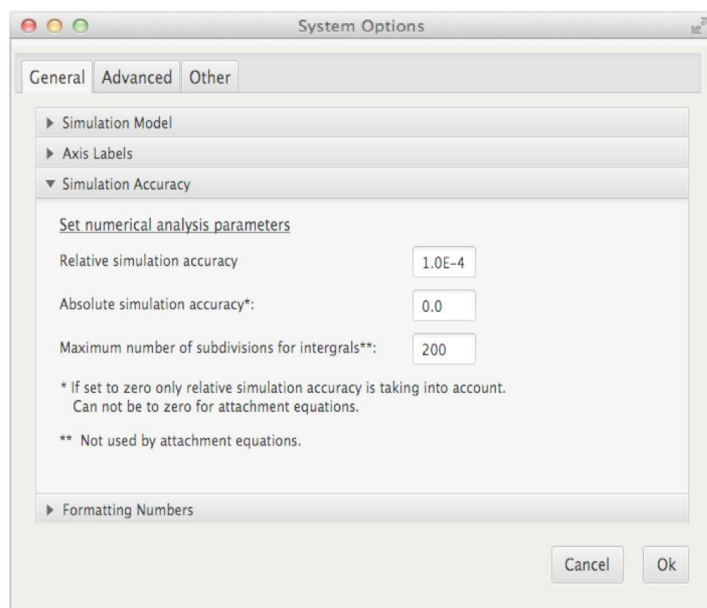 System Options
General Advanced Other
Simulation Model
Axis Labels
Simulation Accuracy
Set numerical analysis parameters
Relative simulation accuracy 1.0E-4
Absolute simulation accuracy*: 0.0
Maximum number of subdivisions for intergrals**: 200
* If set to zero only relative simulation accuracy is taking into account.
Can not be to zero for attachment equations.
** Not used by attachment equations.
Formatting Numbers
Cancel Ok